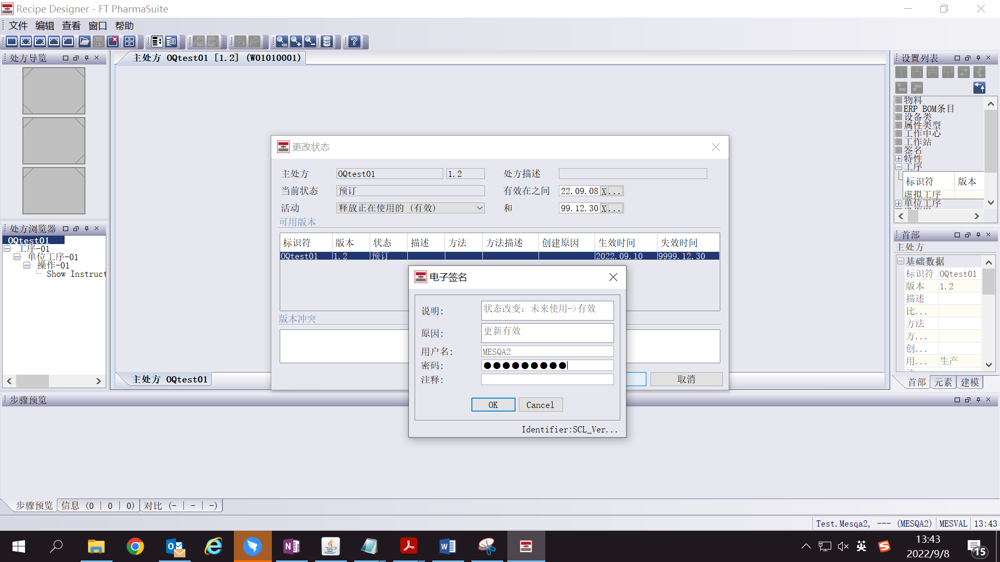 Recipe Designer - FT PharmaSuite
文件 编辑 查看 窗口 帮助
处方导览
主处方 OQtest01 [1.2] (W01010001)
设置列表
物料
ERP BOM条目
设备类
属性类型
工作中心
工作站
签名
特性
工序
标识符 版本
虚拟工序
单位工序
处方浏览器
OQtest01
工序-01
单位工序-01
操作-01
Show Instruct
更改状态
主处方 OQtest01 1.2 处方描述
当前状态 预订 有效在之间 22.09.08 X ...
活动 释放正在使用的 (有效) 和 99.12.30 X ...
可用版本
标识符 版本 状态 描述 方法 方法描述 创建原因 生效时间 失效时间
OQtest01 1.2 预订 2022.09.10 9999.12.30
版本冲突
取消
电子签名
说明: 状态改变: 未来使用->有效
原因: 更新有效
用户名: MESQA2
密码: ●●●●●●●●●
注释:
OK Cancel
Identifier:SCL_Ver...
首部
主处方
基础数据
标识符 OQtest01
版本 1.2
描述
比...
方法
方...
创...
用... 生产
首部 元素 建模
主处方 OQtest01
步骤预览
步骤预览 信息 (0 | 0 | 0) 对比 (- | - | -)
Test.Mesqa2, --- (MESQA2) MESVAL 13:43
英
13:43
2022/9/8
15